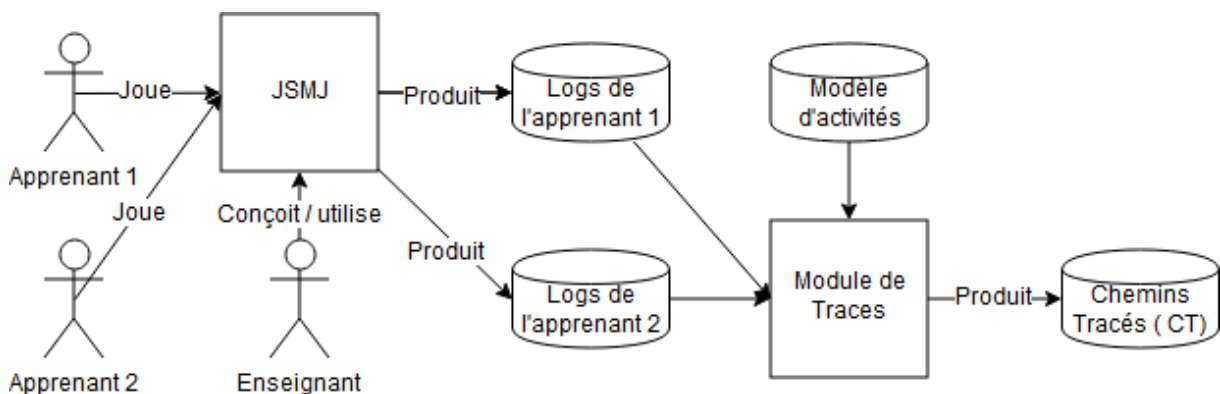 Joue
JSMJ
Produit
Logs de
l'apprenant 1
Modèle
d'activités
Apprenant 1
Joue
Conçoit / utilise
Produit
Logs de
l'apprenant 2
Module de
Traces
Produit
Chemins
Tracés ( CT)
Apprenant 2
Enseignant